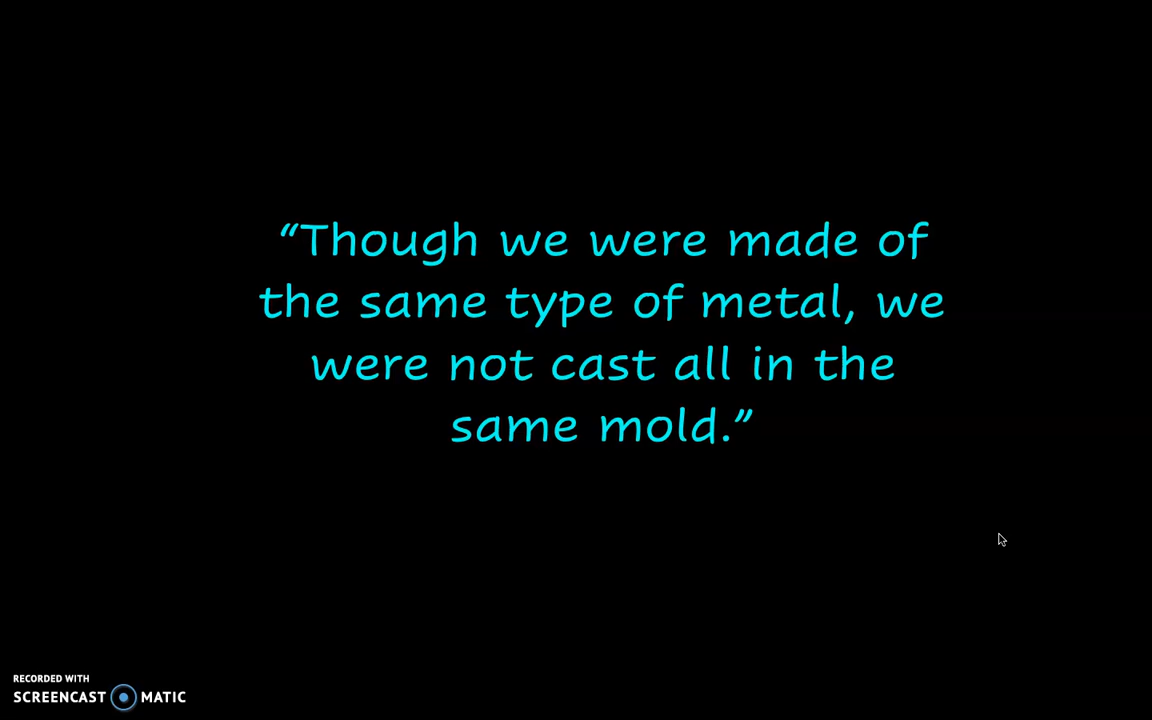 “Though we were made of
the same type of metal, we
were not cast all in the
same mold.”
RECORDED WITH
SCREENCAST MATIC